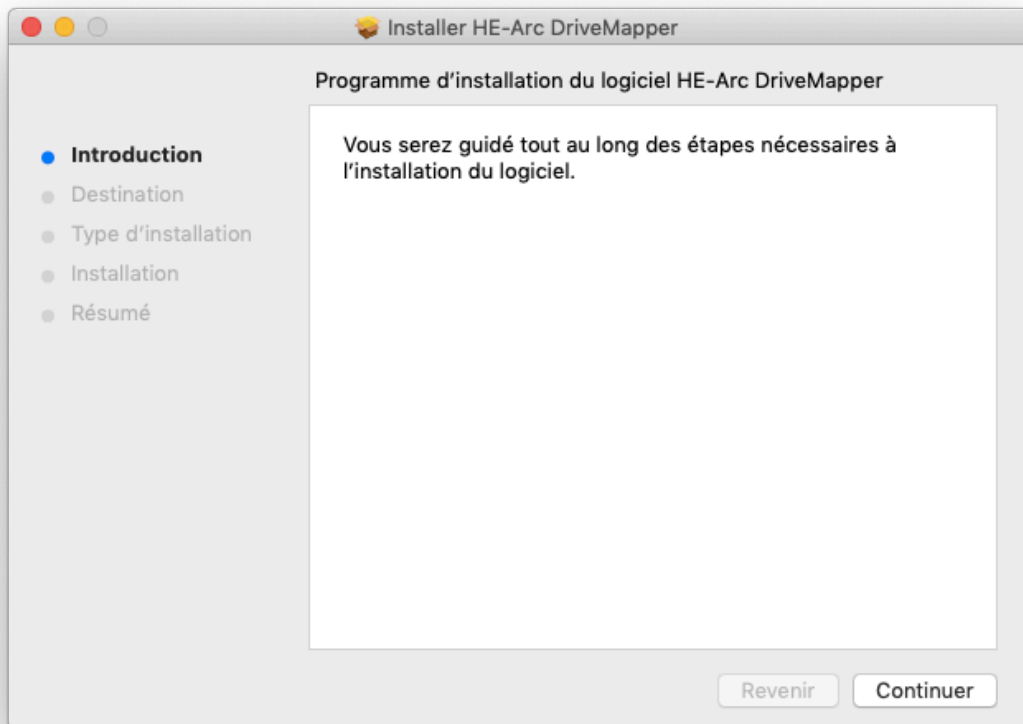 Installer HE-Arc DriveMapper
Programme d’installation du logiciel HE-Arc DriveMapper
Introduction
Destination
Type d’installation
Installation
Résumé
Vous serez guidé tout au long des étapes nécessaires à
l’installation du logiciel.
Revenir
Continuer